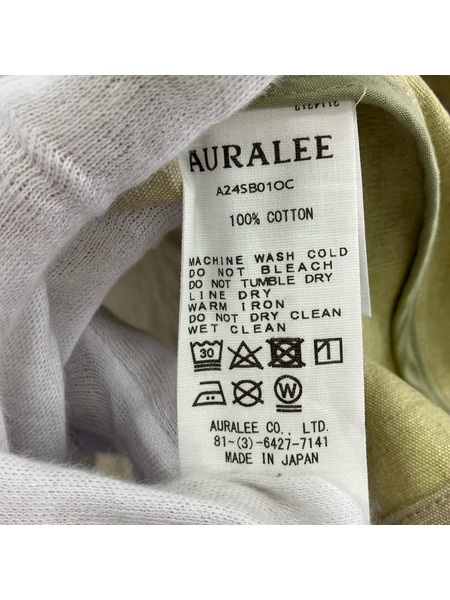 AURALEE
A24SB01OC
100% COTTON
MACHINE WASH COLD
DO NOT BLEACH
DO NOT TUMBLE DRY
LINE DRY
WARM IRON
DO NOT DRY CLEAN
WET CLEAN
30
W
AURALEE CO., LTD.
81-(3)-6427-7141
MADE IN JAPAN